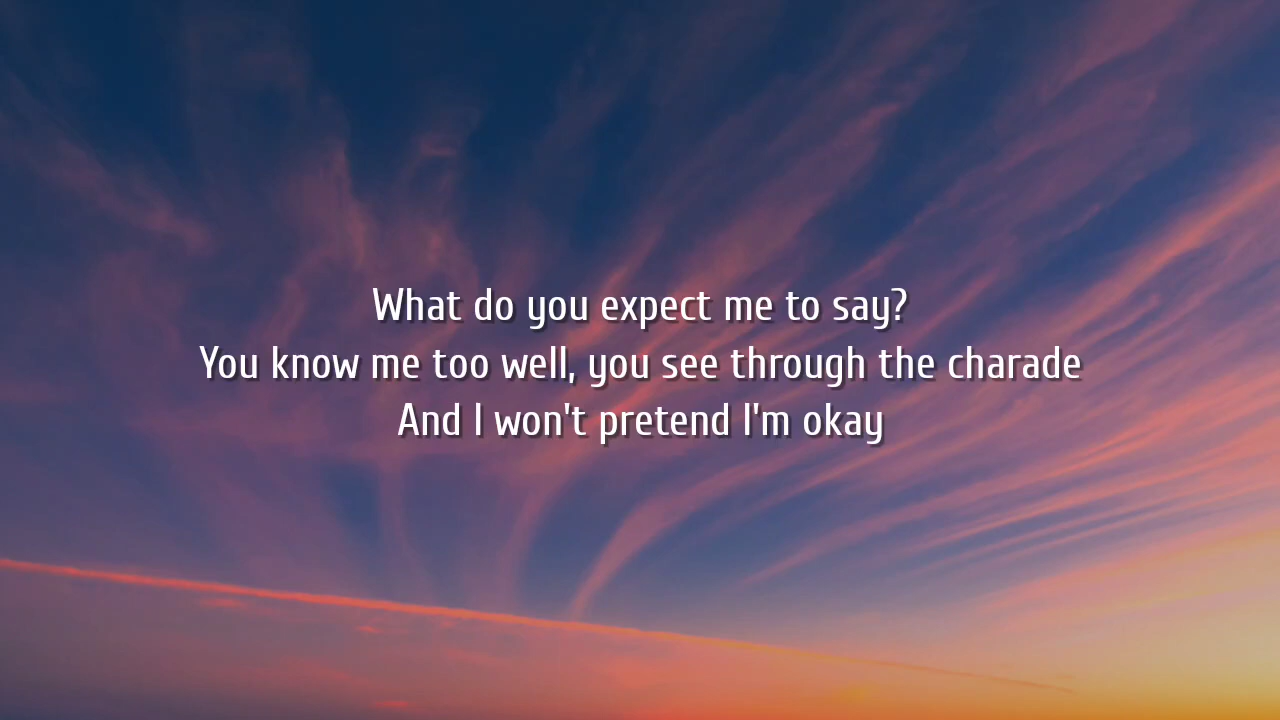 What do you expect me to say?
You know me too well, you see through the charade
And I won't pretend I'm okay